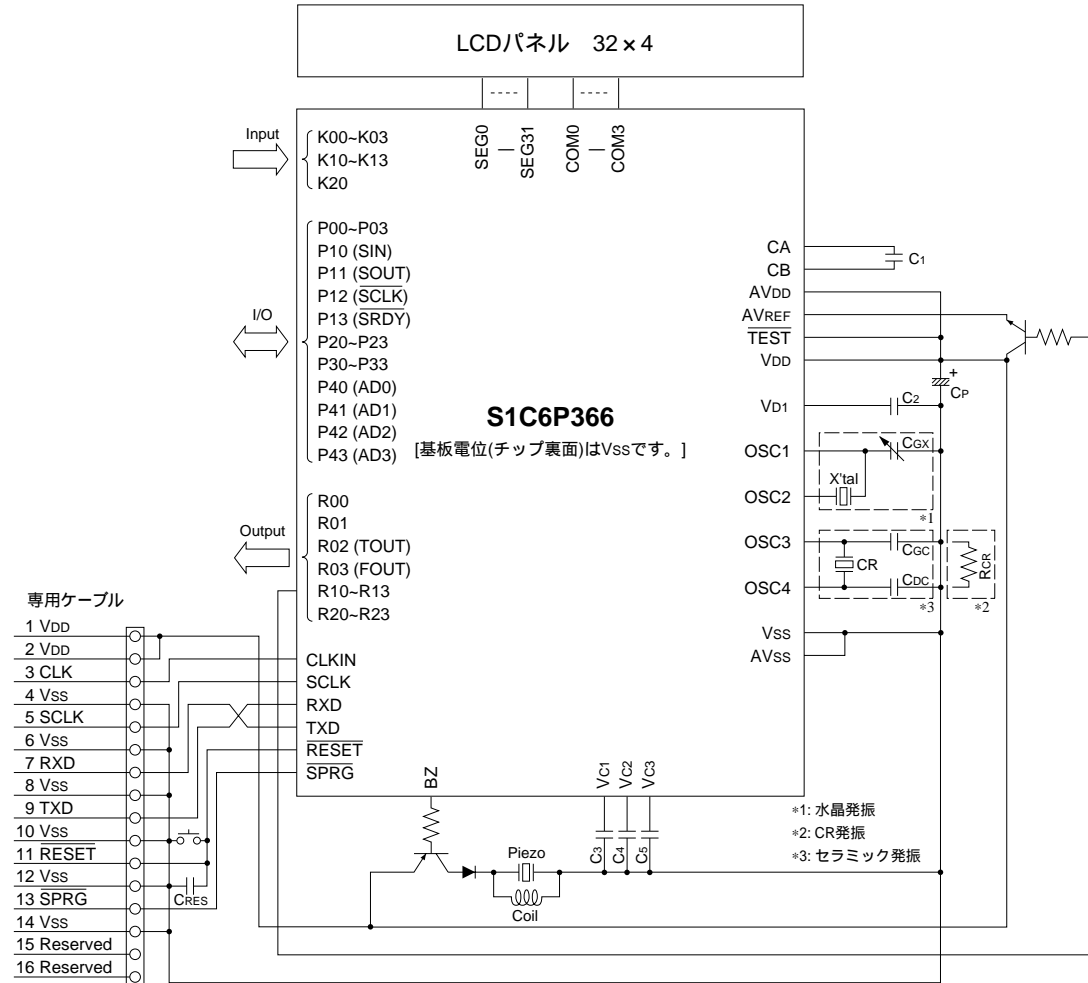 LCDパネル 32×4
SEG0
SEG31
COM0
COM3
Input
K00~K03
K10~K13
K20
I/O
P00~P03
P10 (SIN)
P11 (SOUT)
P12 (SCLK)
P13 (SRDY)
P20~P23
P30~P33
P40 (AD0)
P41 (AD1)
P42 (AD2)
P43 (AD3)
Output
R00
R01
R02 (TOUT)
R03 (FOUT)
R10~R13
R20~R23
CLKIN
SCLK
RXD
TXD
RESET
SPRG
S1C6P366
[基板電位(チップ裏面)はVSSです。]
CA
CB
AVDD
AVREF
TEST
VDD
VD1
OSC1
OSC2
OSC3
OSC4
VSS
AVSS
C1
+
CP
C2
CGX
X'tal
*1
CGC
CR
CDC
*3
RCR
*2
BZ
VC1
VC2
VC3
C3
C4
C5
Piezo
Coil
*1: 水晶発振
*2: CR発振
*3: セラミック発振
専用ケーブル
1 VDD
2 VDD
3 CLK
4 VSS
5 SCLK
6 VSS
7 RXD
8 VSS
9 TXD
10 VSS
11 RESET
12 VSS
13 SPRG
14 VSS
15 Reserved
16 Reserved
CRES